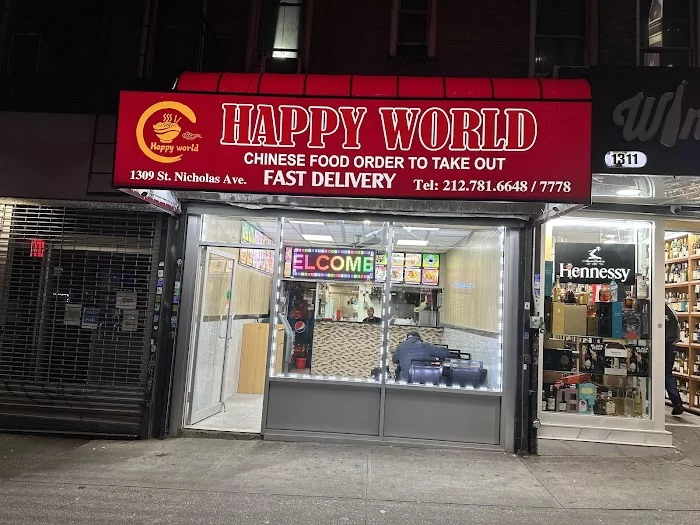 HAPPY WORLD
Happy world
CHINESE FOOD ORDER TO TAKE OUT
1309 St. Nicholas Ave.
FAST DELIVERY
Tel: 212.781.6648 / 7778
1311
ELCOME
Hennessy
pepsi